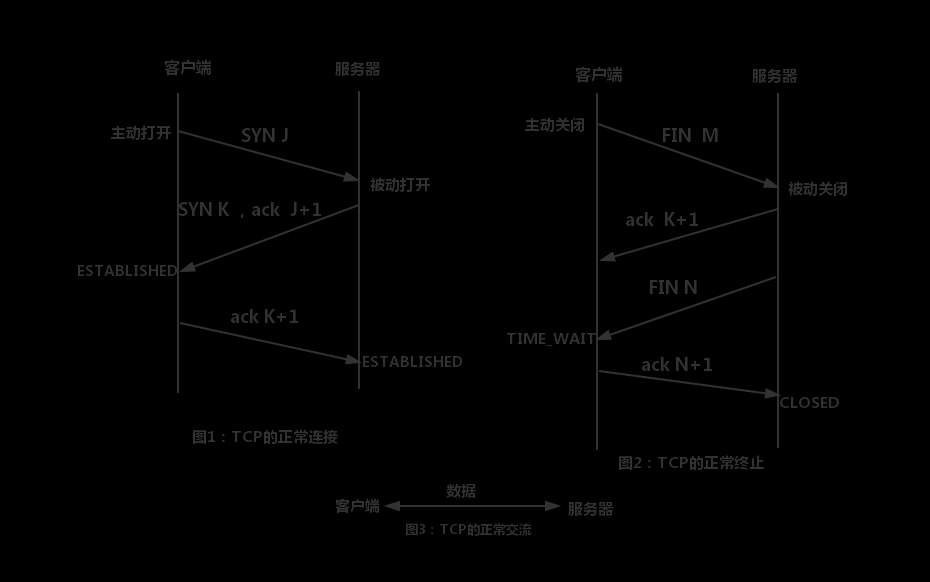 客户端
服务器
主动打开
SYN J
被动打开
SYN K ，ack J+1
ESTABLISHED
ack K+1
ESTABLISHED
图1：TCP的正常连接
客户端
服务器
主动关闭
FIN M
被动关闭
ack K+1
FIN N
TIME_WAIT
ack N+1
CLOSED
图2：TCP的正常终止
数据
客户端
服务器
图3：TCP的正常交流